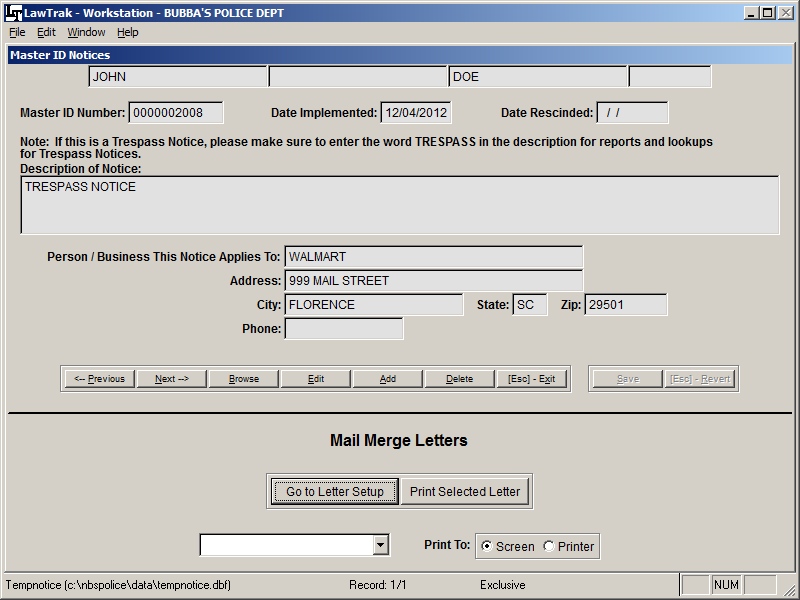 LawTrak - Workstation - BUBBA'S POLICE DEPT
File Edit Window Help
Master ID Notices
JOHN DOE
Master ID Number: 0000002008 Date Implemented: 12/04/2012 Date Rescinded: / /
Note: If this is a Trespass Notice, please make sure to enter the word TRESPASS in the description for reports and lookups
for Trespass Notices.
Description of Notice:
TRESPASS NOTICE
Person / Business This Notice Applies To: WALMART
Address: 999 MAIL STREET
City: FLORENCE State: SC Zip: 29501
Phone:
<-- Previous Next --> Browse Edit Add Delete [Esc] - Exit Save [Esc] - Revert
Mail Merge Letters
Go to Letter Setup Print Selected Letter
Print To: Screen Printer
Tempnotice (c:\nbspolice\data\tempnotice.dbf) Record: 1/1 Exclusive NUM